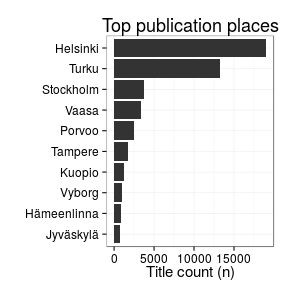 Top publication places
Helsinki
Turku
Stockholm
Vaasa
Porvoo
Tampere
Kuopio
Vyborg
Hämeenlinna
Jyväskylä
0 5000 10000 15000
Title count (n)